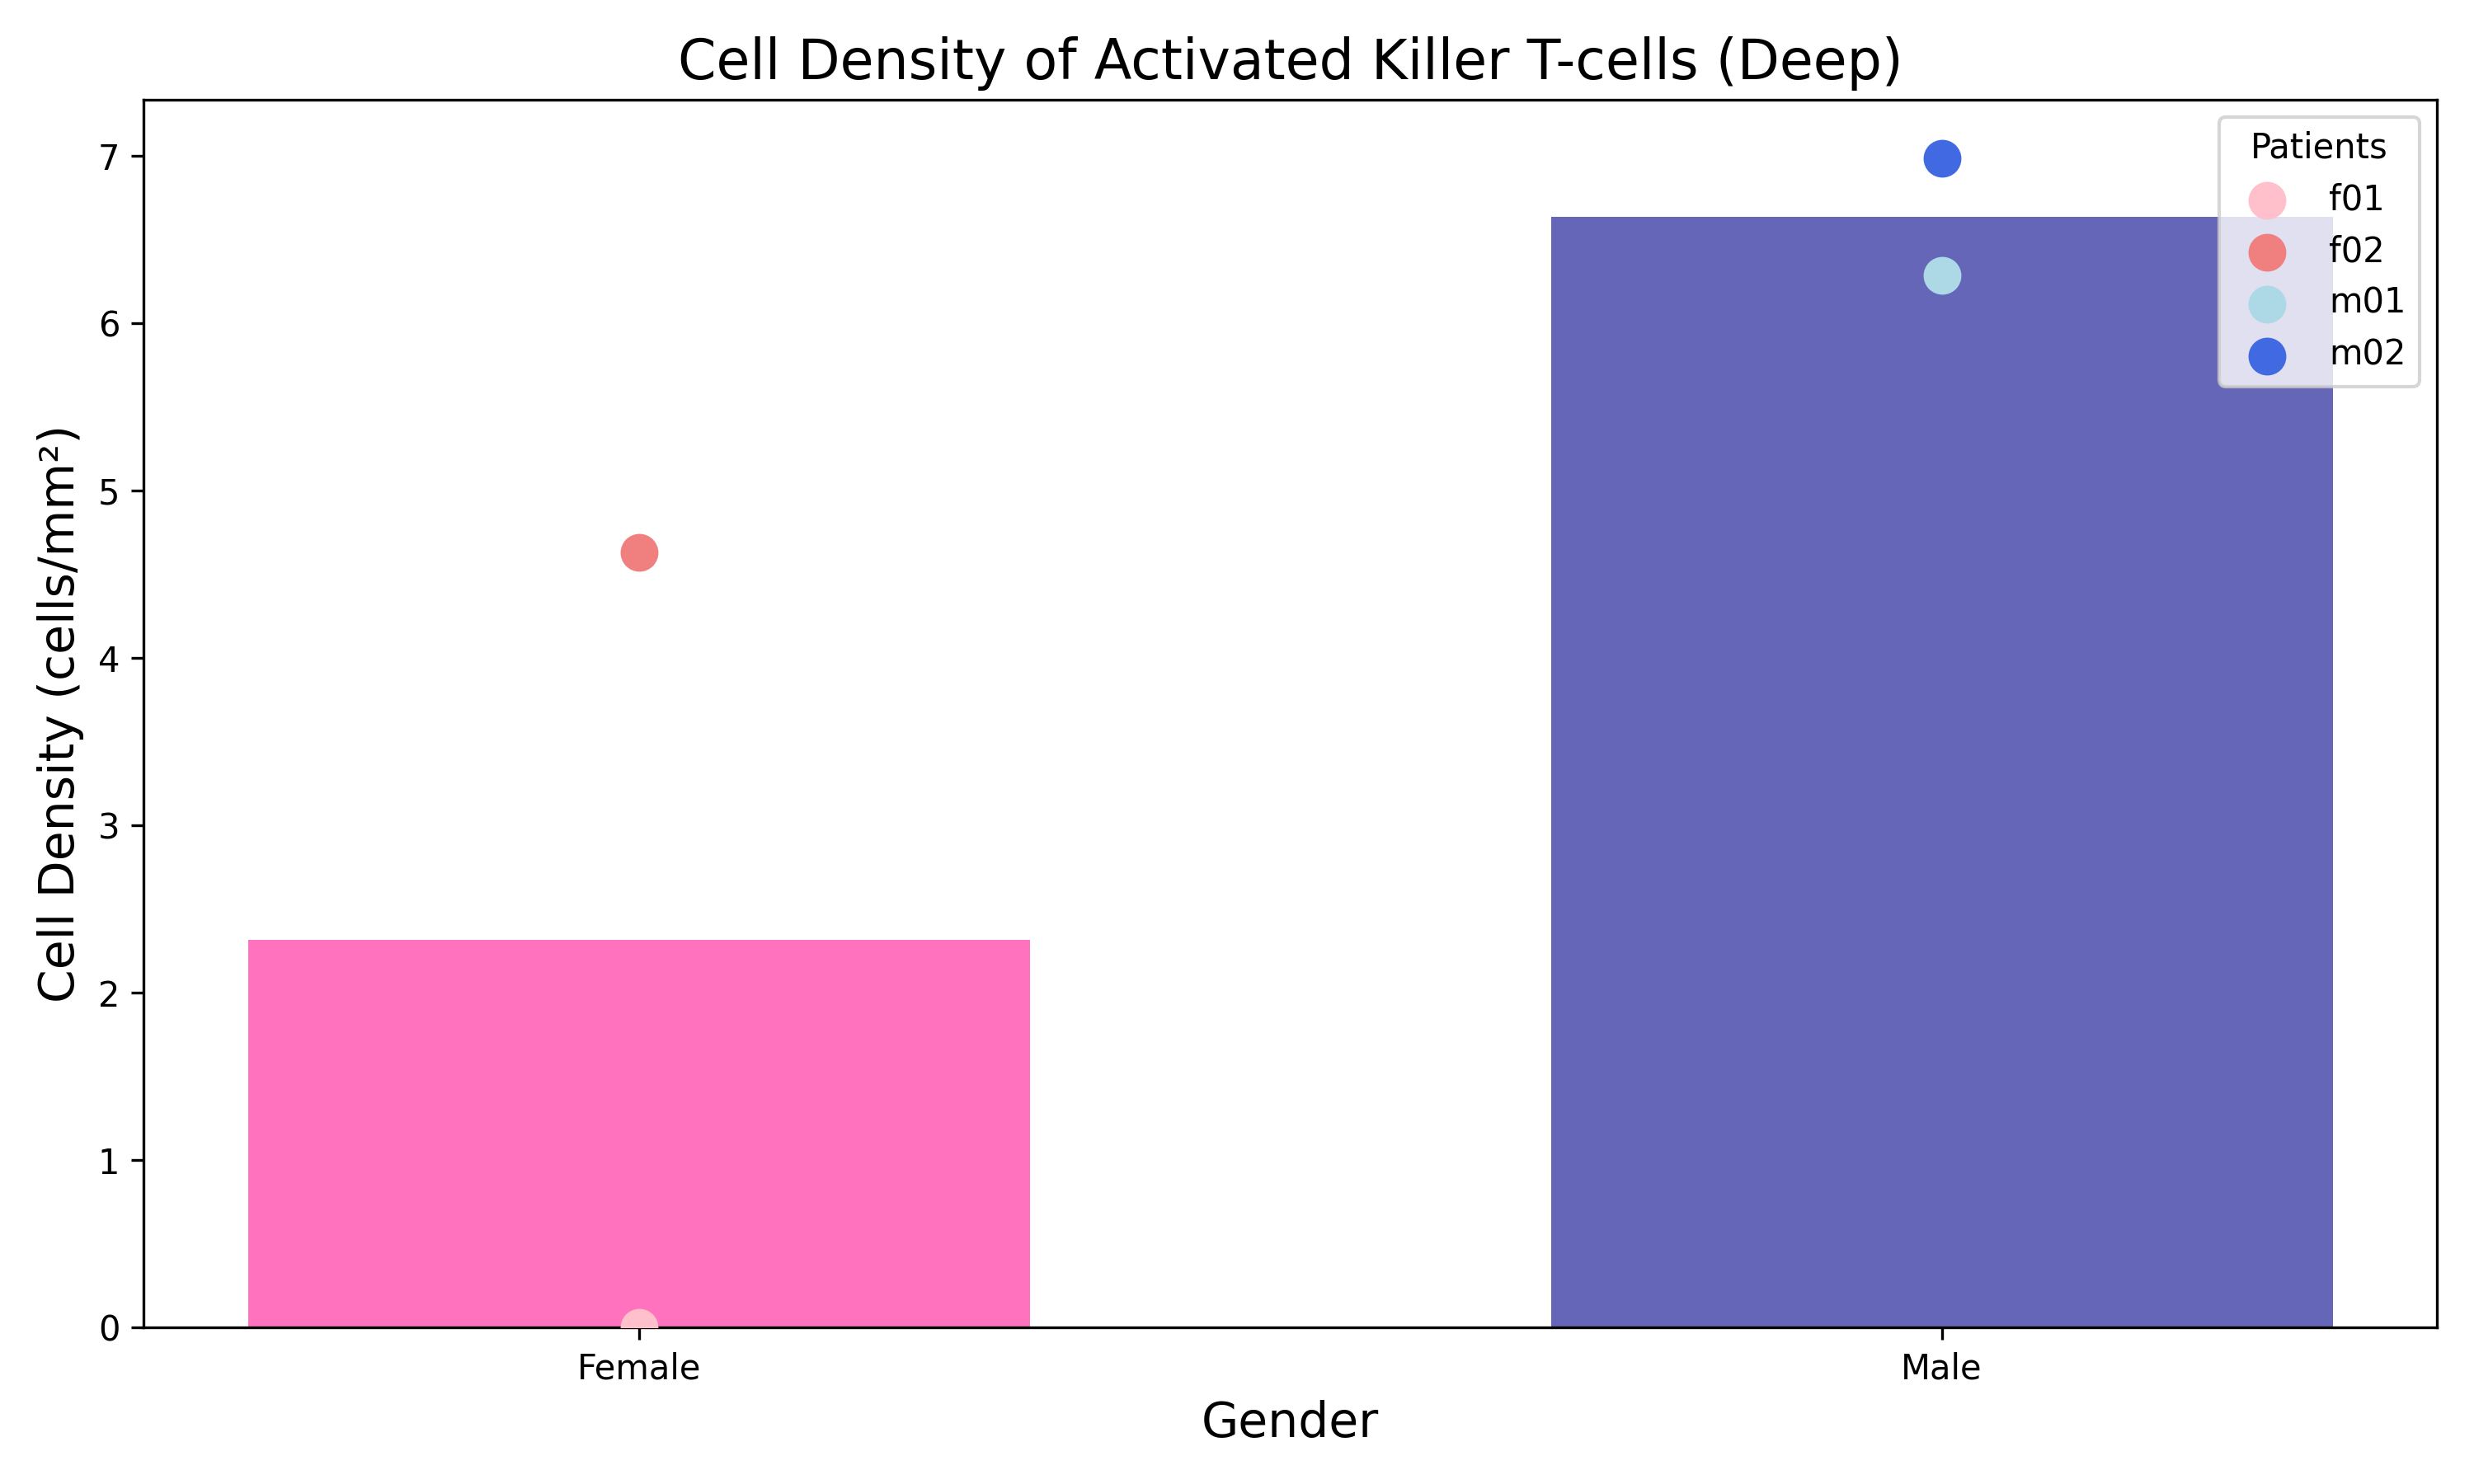 Cell Density of Activated Killer T-cells (Deep)
Patients
f01
f02
m01
m02
Cell Density (cells/mm²)
7
6
5
4
3
2
1
0
Female
Male
Gender